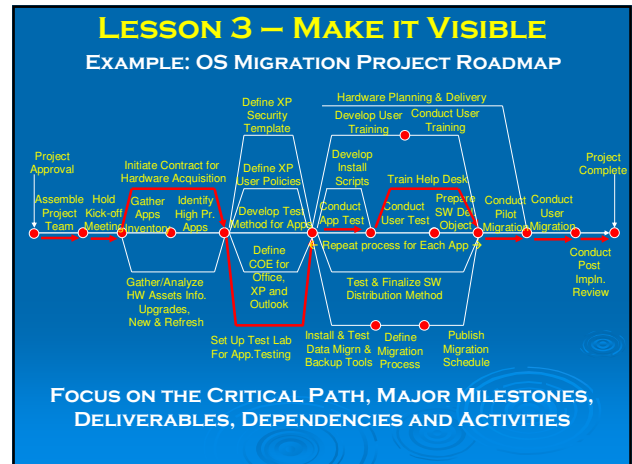 LESSON 3 – MAKE IT VISIBLE
EXAMPLE: OS MIGRATION PROJECT ROADMAP
Hardware Planning & Delivery
Define XP
Security
Template
Develop User
Training
Conduct User
Training
Project
Approval
Initiate Contract for
Hardware Acquisition
Define XP
User Policies
Develop
Install
Scripts
Train Help Desk
Project
Complete
Assemble
Project
Team
Hold
Kick-off
Meeting
Gather
Apps
Inventory
Identify
High Pr.
Apps
Develop Test
Method for Apps
Conduct
App Test
Conduct
User Test
Prepare
SW Del
Object
Conduct
Pilot
Migration
Conduct
User
Migration
Repeat process for Each App
Define
COE for
Office,
XP and
Outlook
Conduct
Post
Impln.
Review
Gather/Analyze
HW Assets Info.
Upgrades,
New & Refresh
Test & Finalize SW
Distribution Method
Set Up Test Lab
For App.Testing
Install & Test
Data Migrn &
Backup Tools
Define
Migration
Process
Publish
Migration
Schedule
FOCUS ON THE CRITICAL PATH, MAJOR MILESTONES,
DELIVERABLES, DEPENDENCIES AND ACTIVITIES